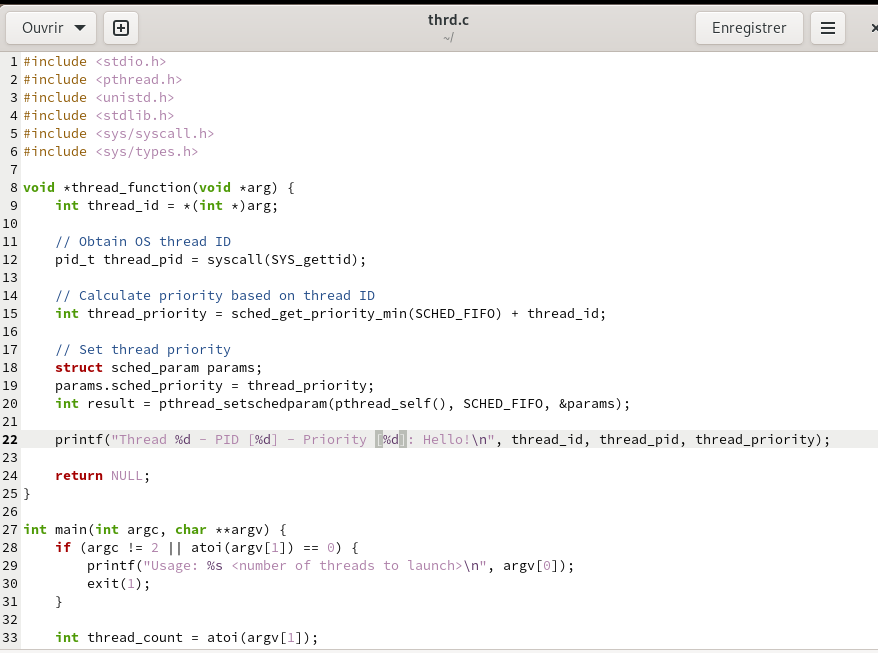 Ouvrir
thrd.c
~/
Enregistrer
1 #include <stdio.h>
2 #include <pthread.h>
3 #include <unistd.h>
4 #include <stdlib.h>
5 #include <sys/syscall.h>
6 #include <sys/types.h>
7
8 void *thread_function(void *arg) {
9     int thread_id = *(int *)arg;
10
11     // Obtain OS thread ID
12     pid_t thread_pid = syscall(SYS_gettid);
13
14     // Calculate priority based on thread ID
15     int thread_priority = sched_get_priority_min(SCHED_FIFO) + thread_id;
16
17     // Set thread priority
18     struct sched_param params;
19     params.sched_priority = thread_priority;
20     int result = pthread_setschedparam(pthread_self(), SCHED_FIFO, &params);
21
22     printf("Thread %d - PID [%d] - Priority [%d]: Hello!\n", thread_id, thread_pid, thread_priority);
23
24     return NULL;
25 }
26
27 int main(int argc, char **argv) {
28     if (argc != 2 || atoi(argv[1]) == 0) {
29         printf("Usage: %s <number of threads to launch>\n", argv[0]);
30         exit(1);
31     }
32
33     int thread_count = atoi(argv[1]);